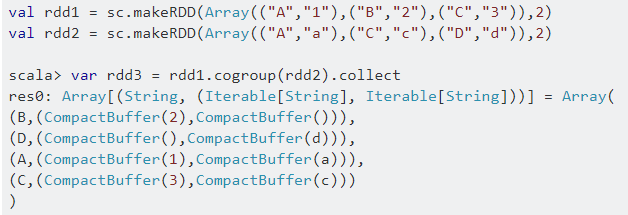 val rdd1 = sc.makeRDD(Array(("A","1"),("B","2"),("C","3")),2)
val rdd2 = sc.makeRDD(Array(("A","a"),("C","c"),("D","d")),2)
scala> var rdd3 = rdd1.cogroup(rdd2).collect
res0: Array[(String, (Iterable[String], Iterable[String]))] = Array(
(B,(CompactBuffer(2),CompactBuffer())),
(D,(CompactBuffer(),CompactBuffer(d))),
(A,(CompactBuffer(1),CompactBuffer(a))),
(C,(CompactBuffer(3),CompactBuffer(c)))
)